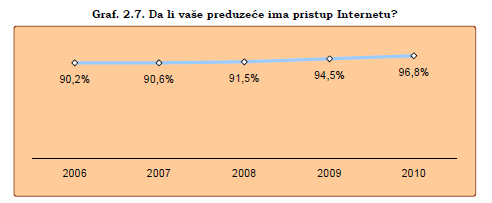 Graf. 2.7. Da li vaše preduzeće ima pristup Internetu?
90,2% 90,6% 91,5% 94,5% 96,8%
2006 2007 2008 2009 2010